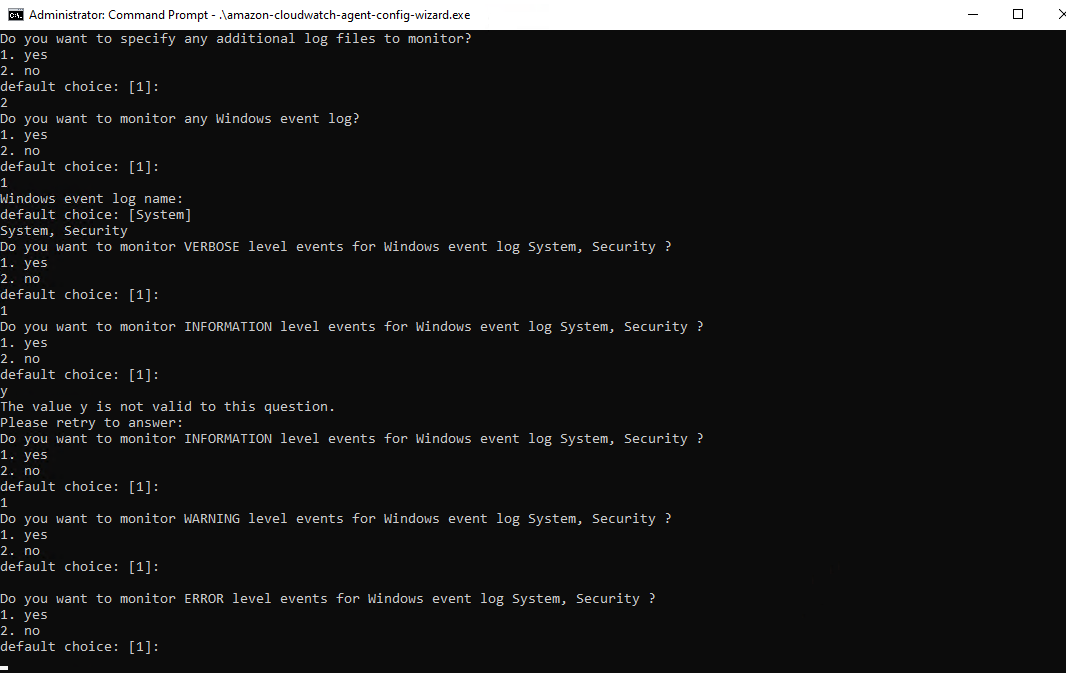 Administrator: Command Prompt - .\amazon-cloudwatch-agent-config-wizard.exe
Do you want to specify any additional log files to monitor?
1. yes
2. no
default choice: [1]:
2
Do you want to monitor any Windows event log?
1. yes
2. no
default choice: [1]:
1
Windows event log name:
default choice: [System]
System, Security
Do you want to monitor VERBOSE level events for Windows event log System, Security ?
1. yes
2. no
default choice: [1]:
1
Do you want to monitor INFORMATION level events for Windows event log System, Security ?
1. yes
2. no
default choice: [1]:
y
The value y is not valid to this question.
Please retry to answer:
Do you want to monitor INFORMATION level events for Windows event log System, Security ?
1. yes
2. no
default choice: [1]:
1
Do you want to monitor WARNING level events for Windows event log System, Security ?
1. yes
2. no
default choice: [1]:
Do you want to monitor ERROR level events for Windows event log System, Security ?
1. yes
2. no
default choice: [1]: